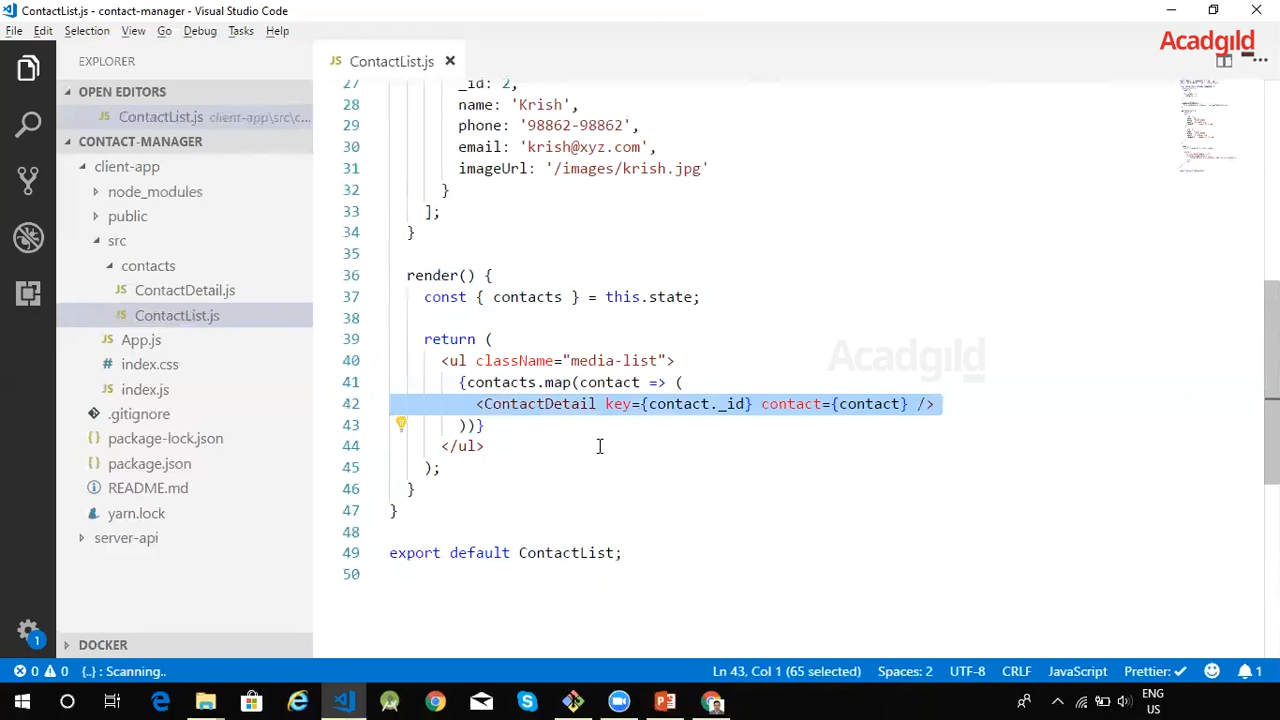 ContactList.js - contact-manager - Visual Studio Code
File Edit Selection View Go Debug Tasks Help
Acadgild
EXPLORER
OPEN EDITORS
ContactList.js client-app\src\c...
CONTACT-MANAGER
client-app
node_modules
public
src
contacts
ContactDetail.js
ContactList.js
App.js
index.css
index.js
.gitignore
package-lock.json
package.json
README.md
yarn.lock
server-api
DOCKER
ContactList.js
27 _id: 2,
28 name: 'Krish',
29 phone: '98862-98862',
30 email: 'krish@xyz.com',
31 imageUrl: '/images/krish.jpg'
32 }
33 ];
34 }
35
36 render() {
37 const { contacts } = this.state;
38
39 return (
40 <ul className="media-list">
41 {contacts.map(contact => (
42 <ContactDetail key={contact._id} contact={contact} />
43 ))}
44 </ul>
45 );
46 }
47 }
48
49 export default ContactList;
50
Acadgild
0 0 {..} : Scanning..
Ln 43, Col 1 (65 selected) Spaces: 2 UTF-8 CRLF JavaScript Prettier: ✓ 1
1
ENG
US